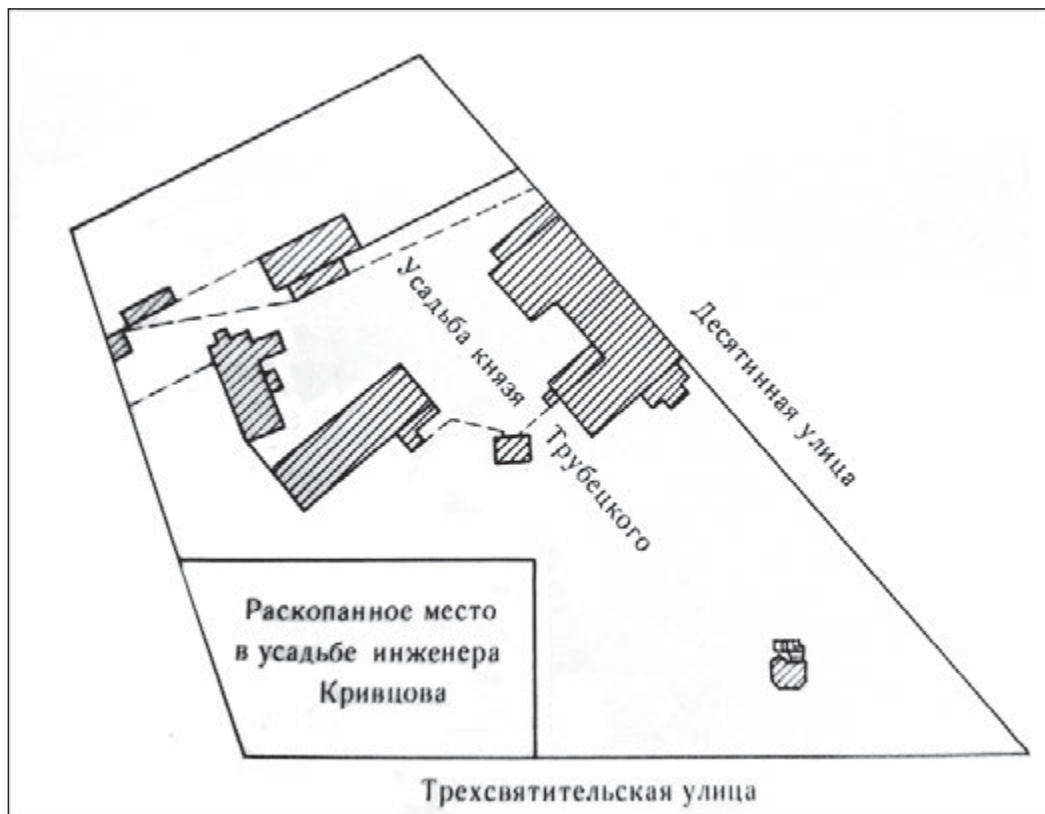 Усадьба князя
Трубецкого
Десятинная улица
Раскопанное место
в усадьбе инженера
Кривцова
Трехсвятительская улица